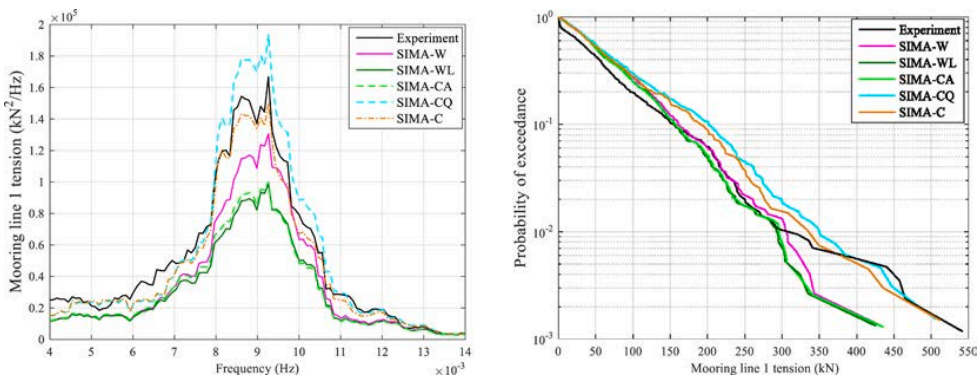 ×10⁵
2
1.8
1.6
1.4
1.2
1
0.8
0.6
0.4
0.2
0
Mooring line 1 tension (kN²/Hz)
4 5 6 7 8 9 10 11 12 13 14
Frequency (Hz)
×10⁻³
Experiment
SIMA-W
SIMA-WL
SIMA-CA
SIMA-CQ
SIMA-C
10⁰
10⁻¹
10⁻²
10⁻³
Probability of exceedance
0 50 100 150 200 250 300 350 400 450 500 550
Mooring line 1 tension (kN)
Experiment
SIMA-W
SIMA-WL
SIMA-CA
SIMA-CQ
SIMA-C